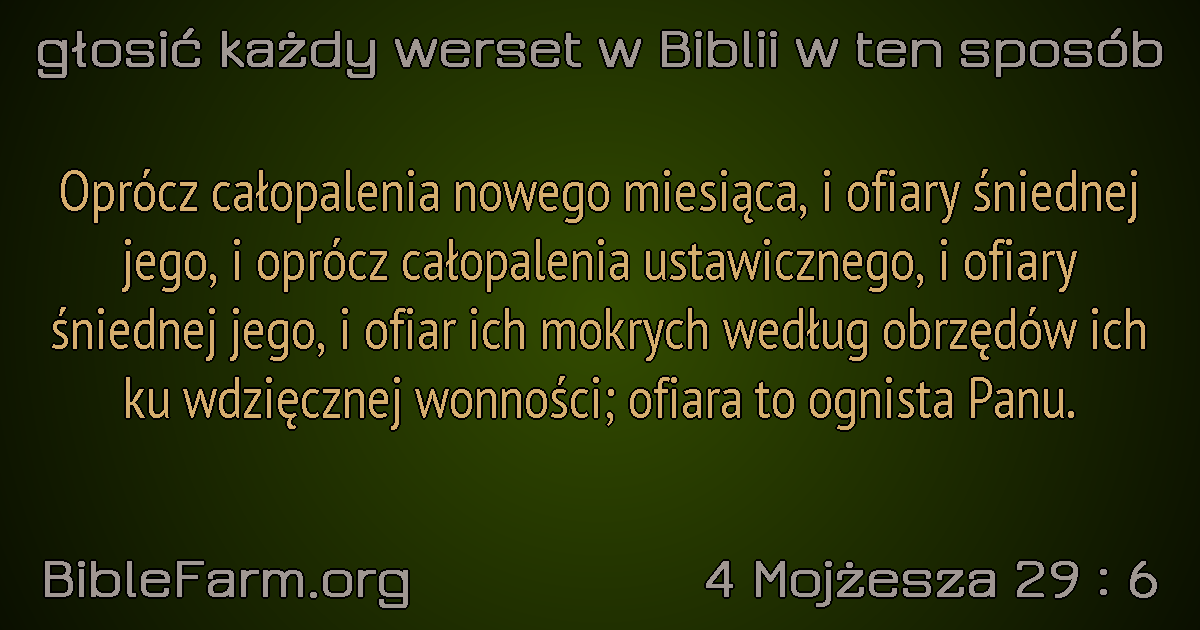 głosić każdy werset w Biblii w ten sposób
Oprócz całopalenia nowego miesiąca, i ofiary śniednej
jego, i oprócz całopalenia ustawicznego, i ofiary
śniednej jego, i ofiar ich mokrych według obrzędów ich
ku wdzięcznej wonności; ofiara to ognista Panu.
BibleFarm.org
4 Mojżesza 29 : 6